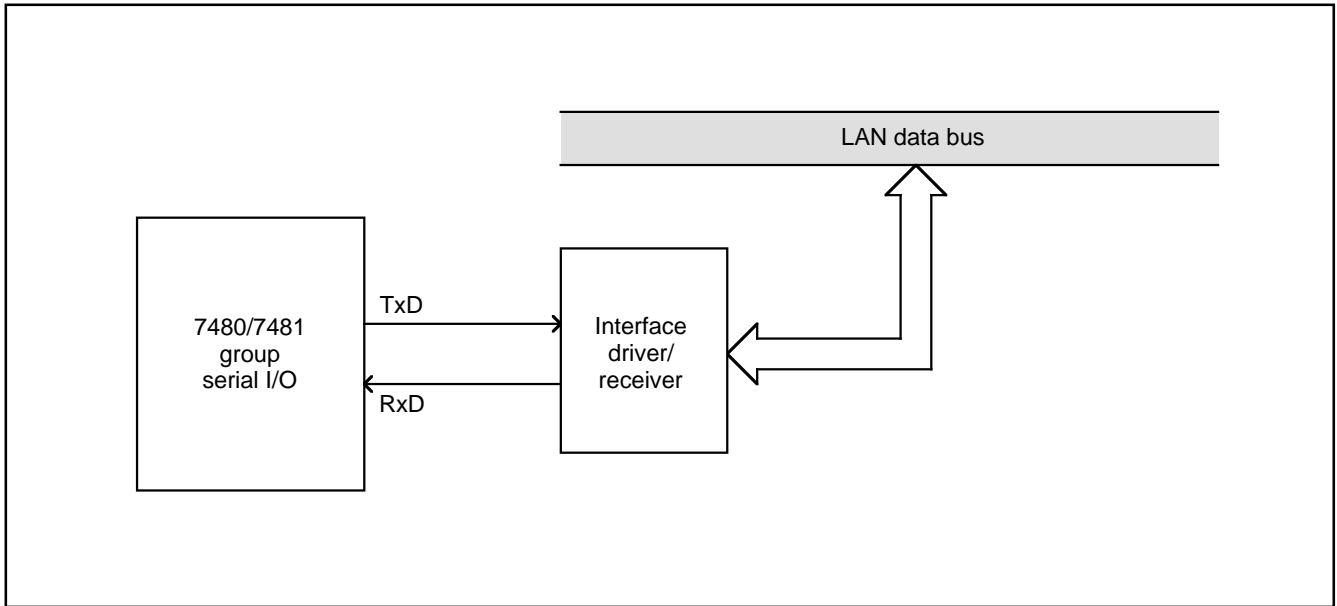 LAN data bus
7480/7481
group
serial I/O
TxD
RxD
Interface
driver/
receiver